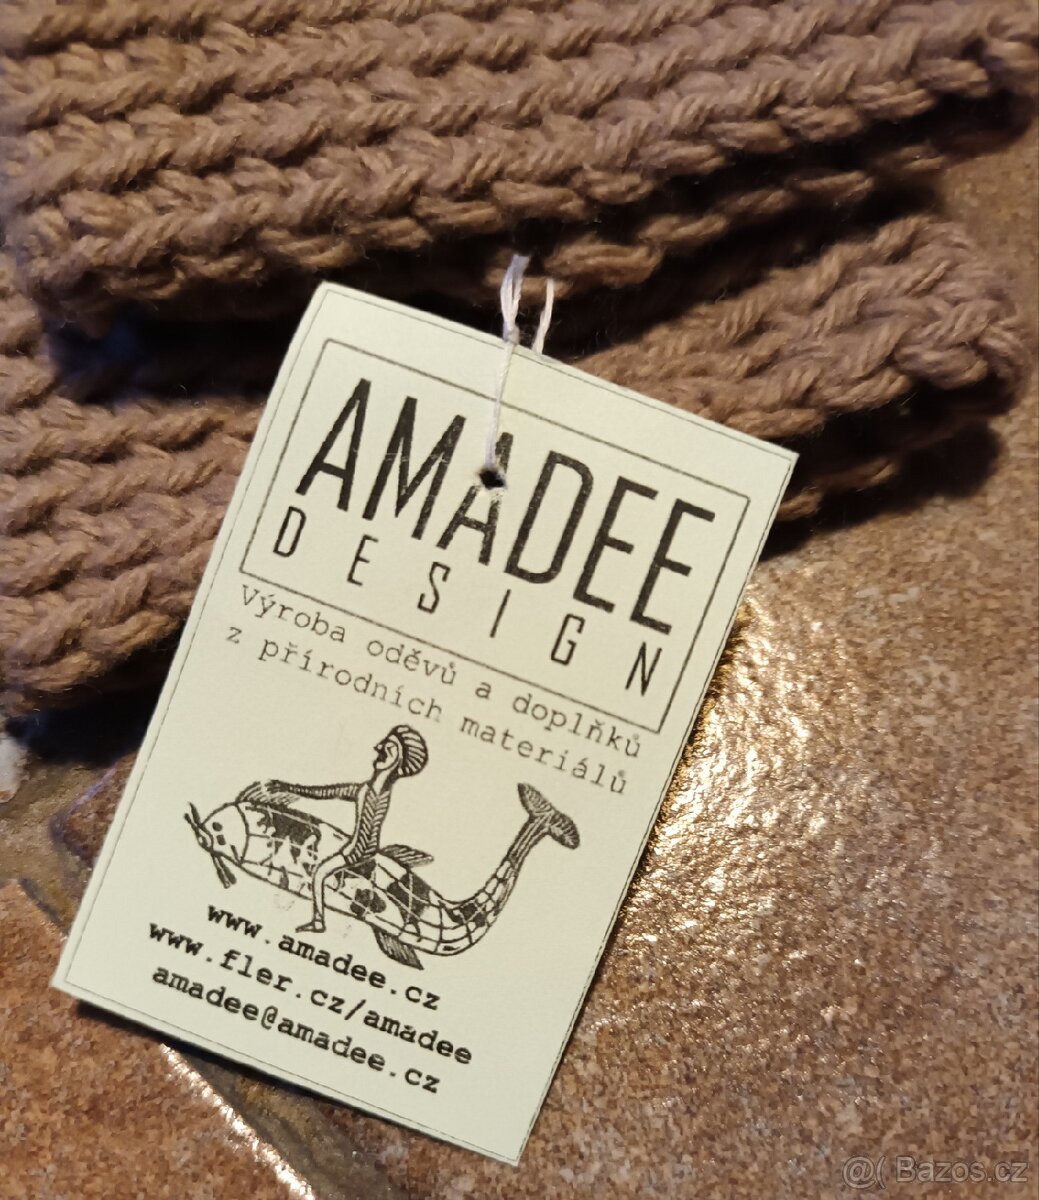 AMADEE
DESIGN
Výroba oděvů a doplňků
z přírodních materiálů
www.amadee.cz
www.fler.cz/amadee
amadee@amadee.cz
@( Bazos.cz